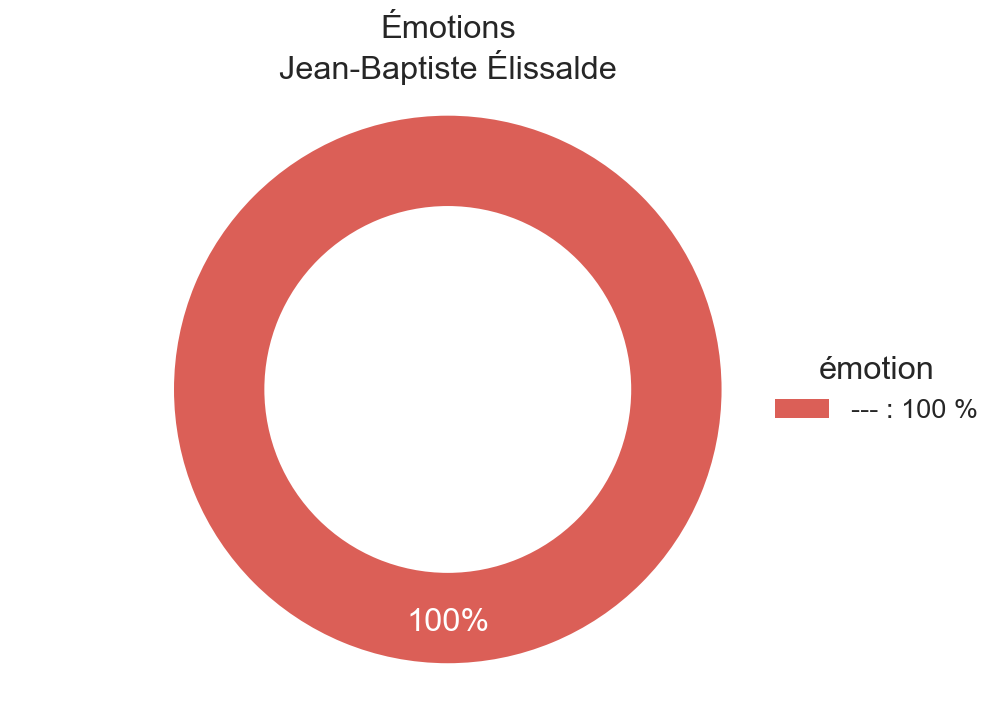 Émotions
Jean-Baptiste Élissalde
émotion
--- : 100 %
100%